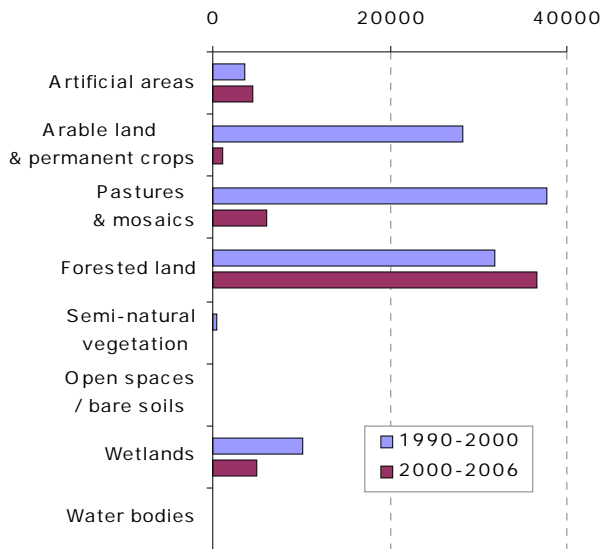 0 20000 40000
Artificial areas
Arable land
& permanent crops
Pastures
& mosaics
Forested land
Semi-natural
vegetation
Open spaces
/ bare soils
Wetlands
Water bodies
1990-2000
2000-2006